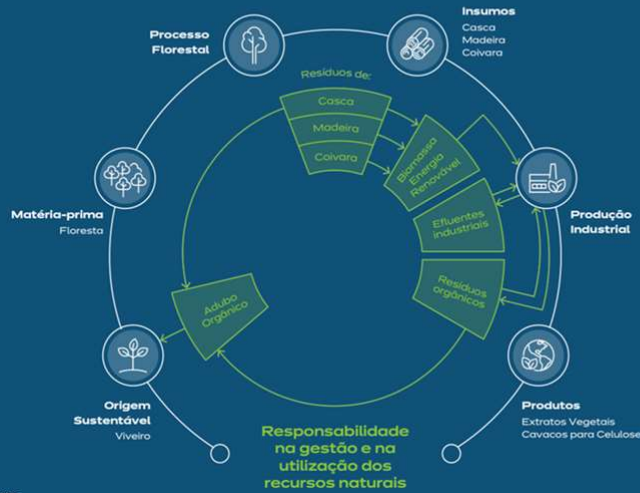 Insumos
Casca
Madeira
Coivara
Processo
Florestal
Resíduos de:
Casca
Madeira
Coivara
Biomassa
Energia
Renovável
Matéria-prima
Floresta
Efluentes
industriais
Produção
Industrial
Resíduos
orgânicos
Adubo
Orgânico
Origem
Sustentável
Viveiro
Produtos
Extratos Vegetais
Cavacos para Celulose
Responsabilidade
na gestão e na
utilização dos
recursos naturais